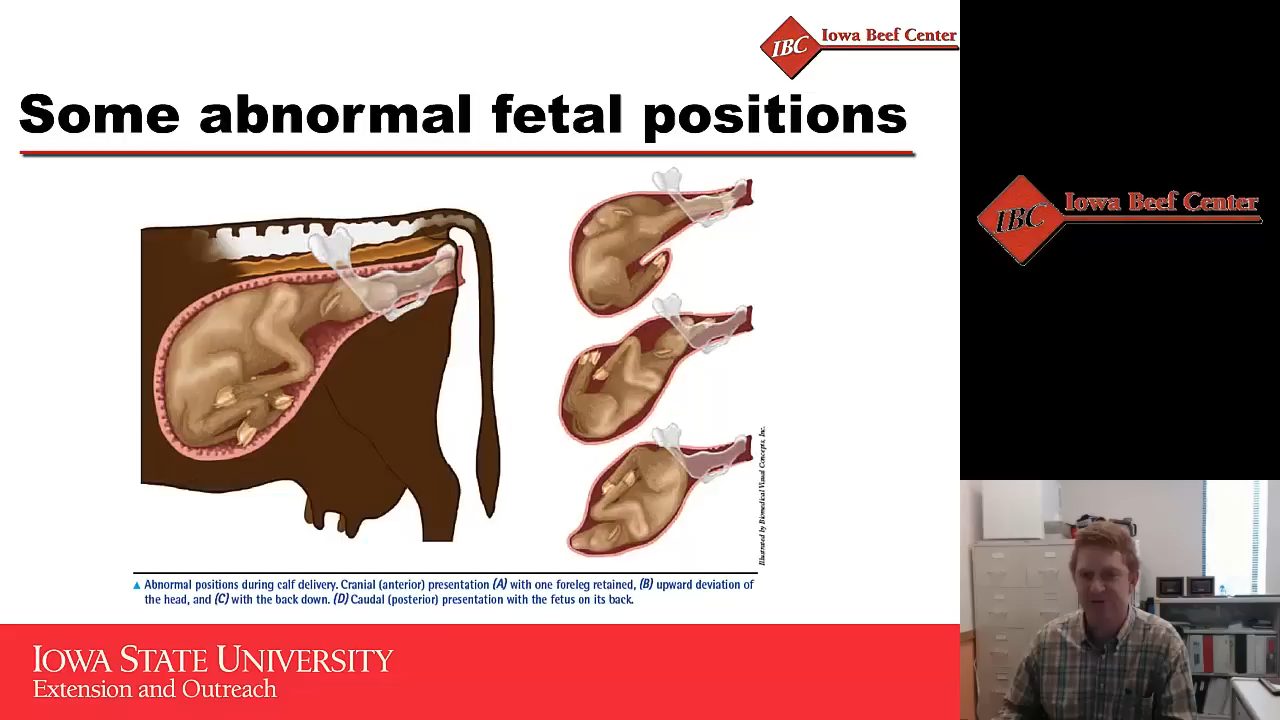 IBC Iowa Beef Center
Some abnormal fetal positions
IBC Iowa Beef Center
Illustrated by Biomedical Visual Concepts, Inc.
▲ Abnormal positions during calf delivery. Cranial (anterior) presentation (A) with one foreleg retained, (B) upward deviation of
the head, and (C) with the back down. (D) Caudal (posterior) presentation with the fetus on its back.
IOWA STATE UNIVERSITY
Extension and Outreach